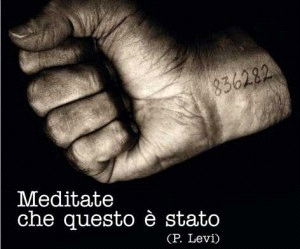 836282
Meditate
che questo è stato
(P. Levi)